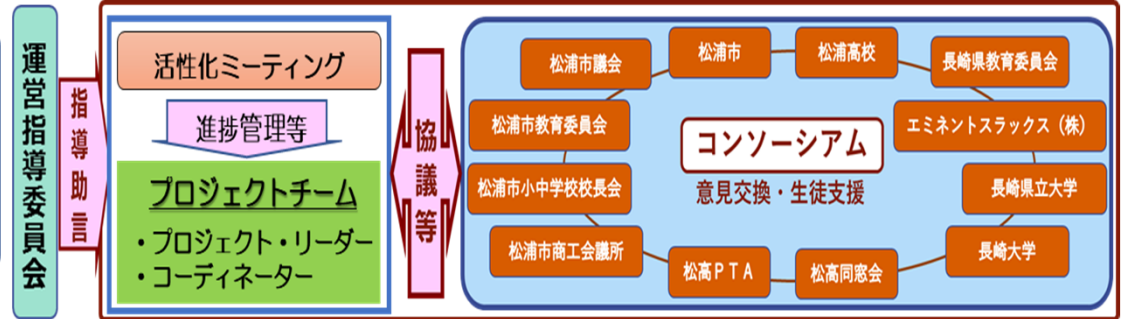 運営指導委員会
指導助言
活性化ミーティング
進捗管理等
プロジェクトチーム
・プロジェクト・リーダー
・コーディネーター
協議等
コンソーシアム
意見交換・生徒支援
松浦市
松浦高校
長崎県教育委員会
エミネントスラックス（株）
長崎県立大学
長崎大学
松高同窓会
松高ＰＴＡ
松浦市商工会議所
松浦市小中学校校長会
松浦市教育委員会
松浦市議会